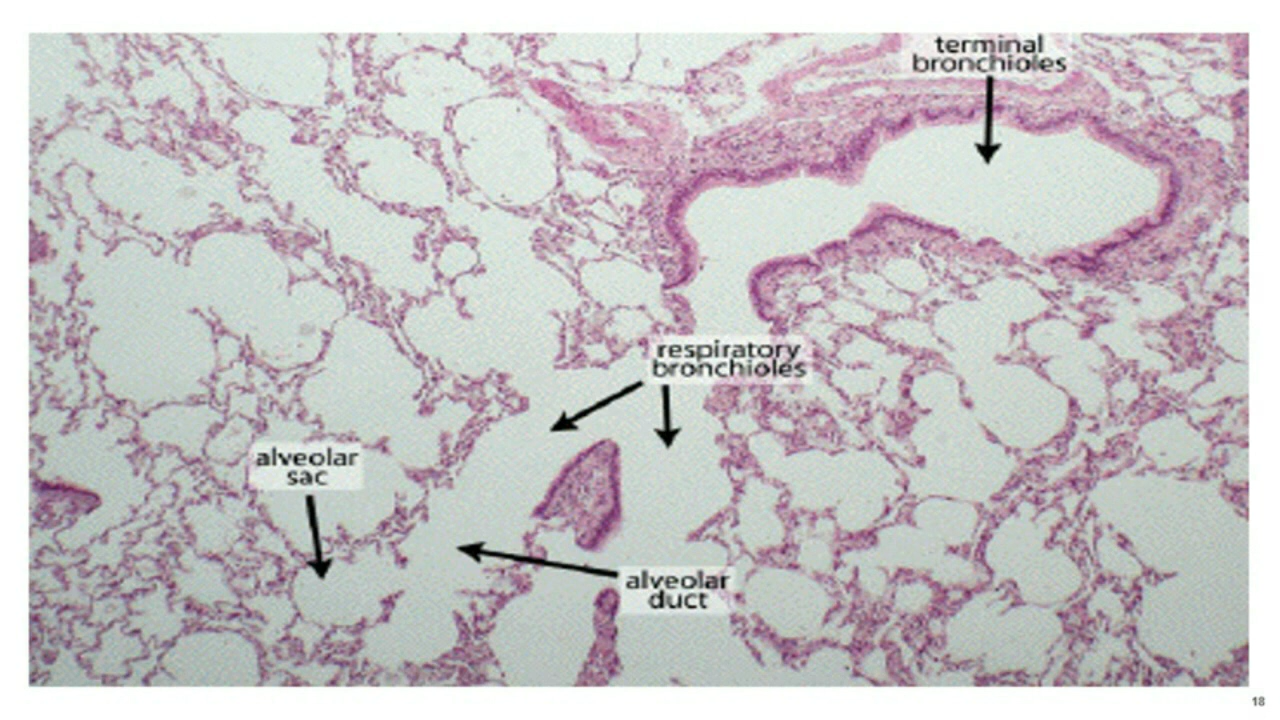 terminal
bronchioles
respiratory
bronchioles
alveolar
sac
alveolar
duct
18